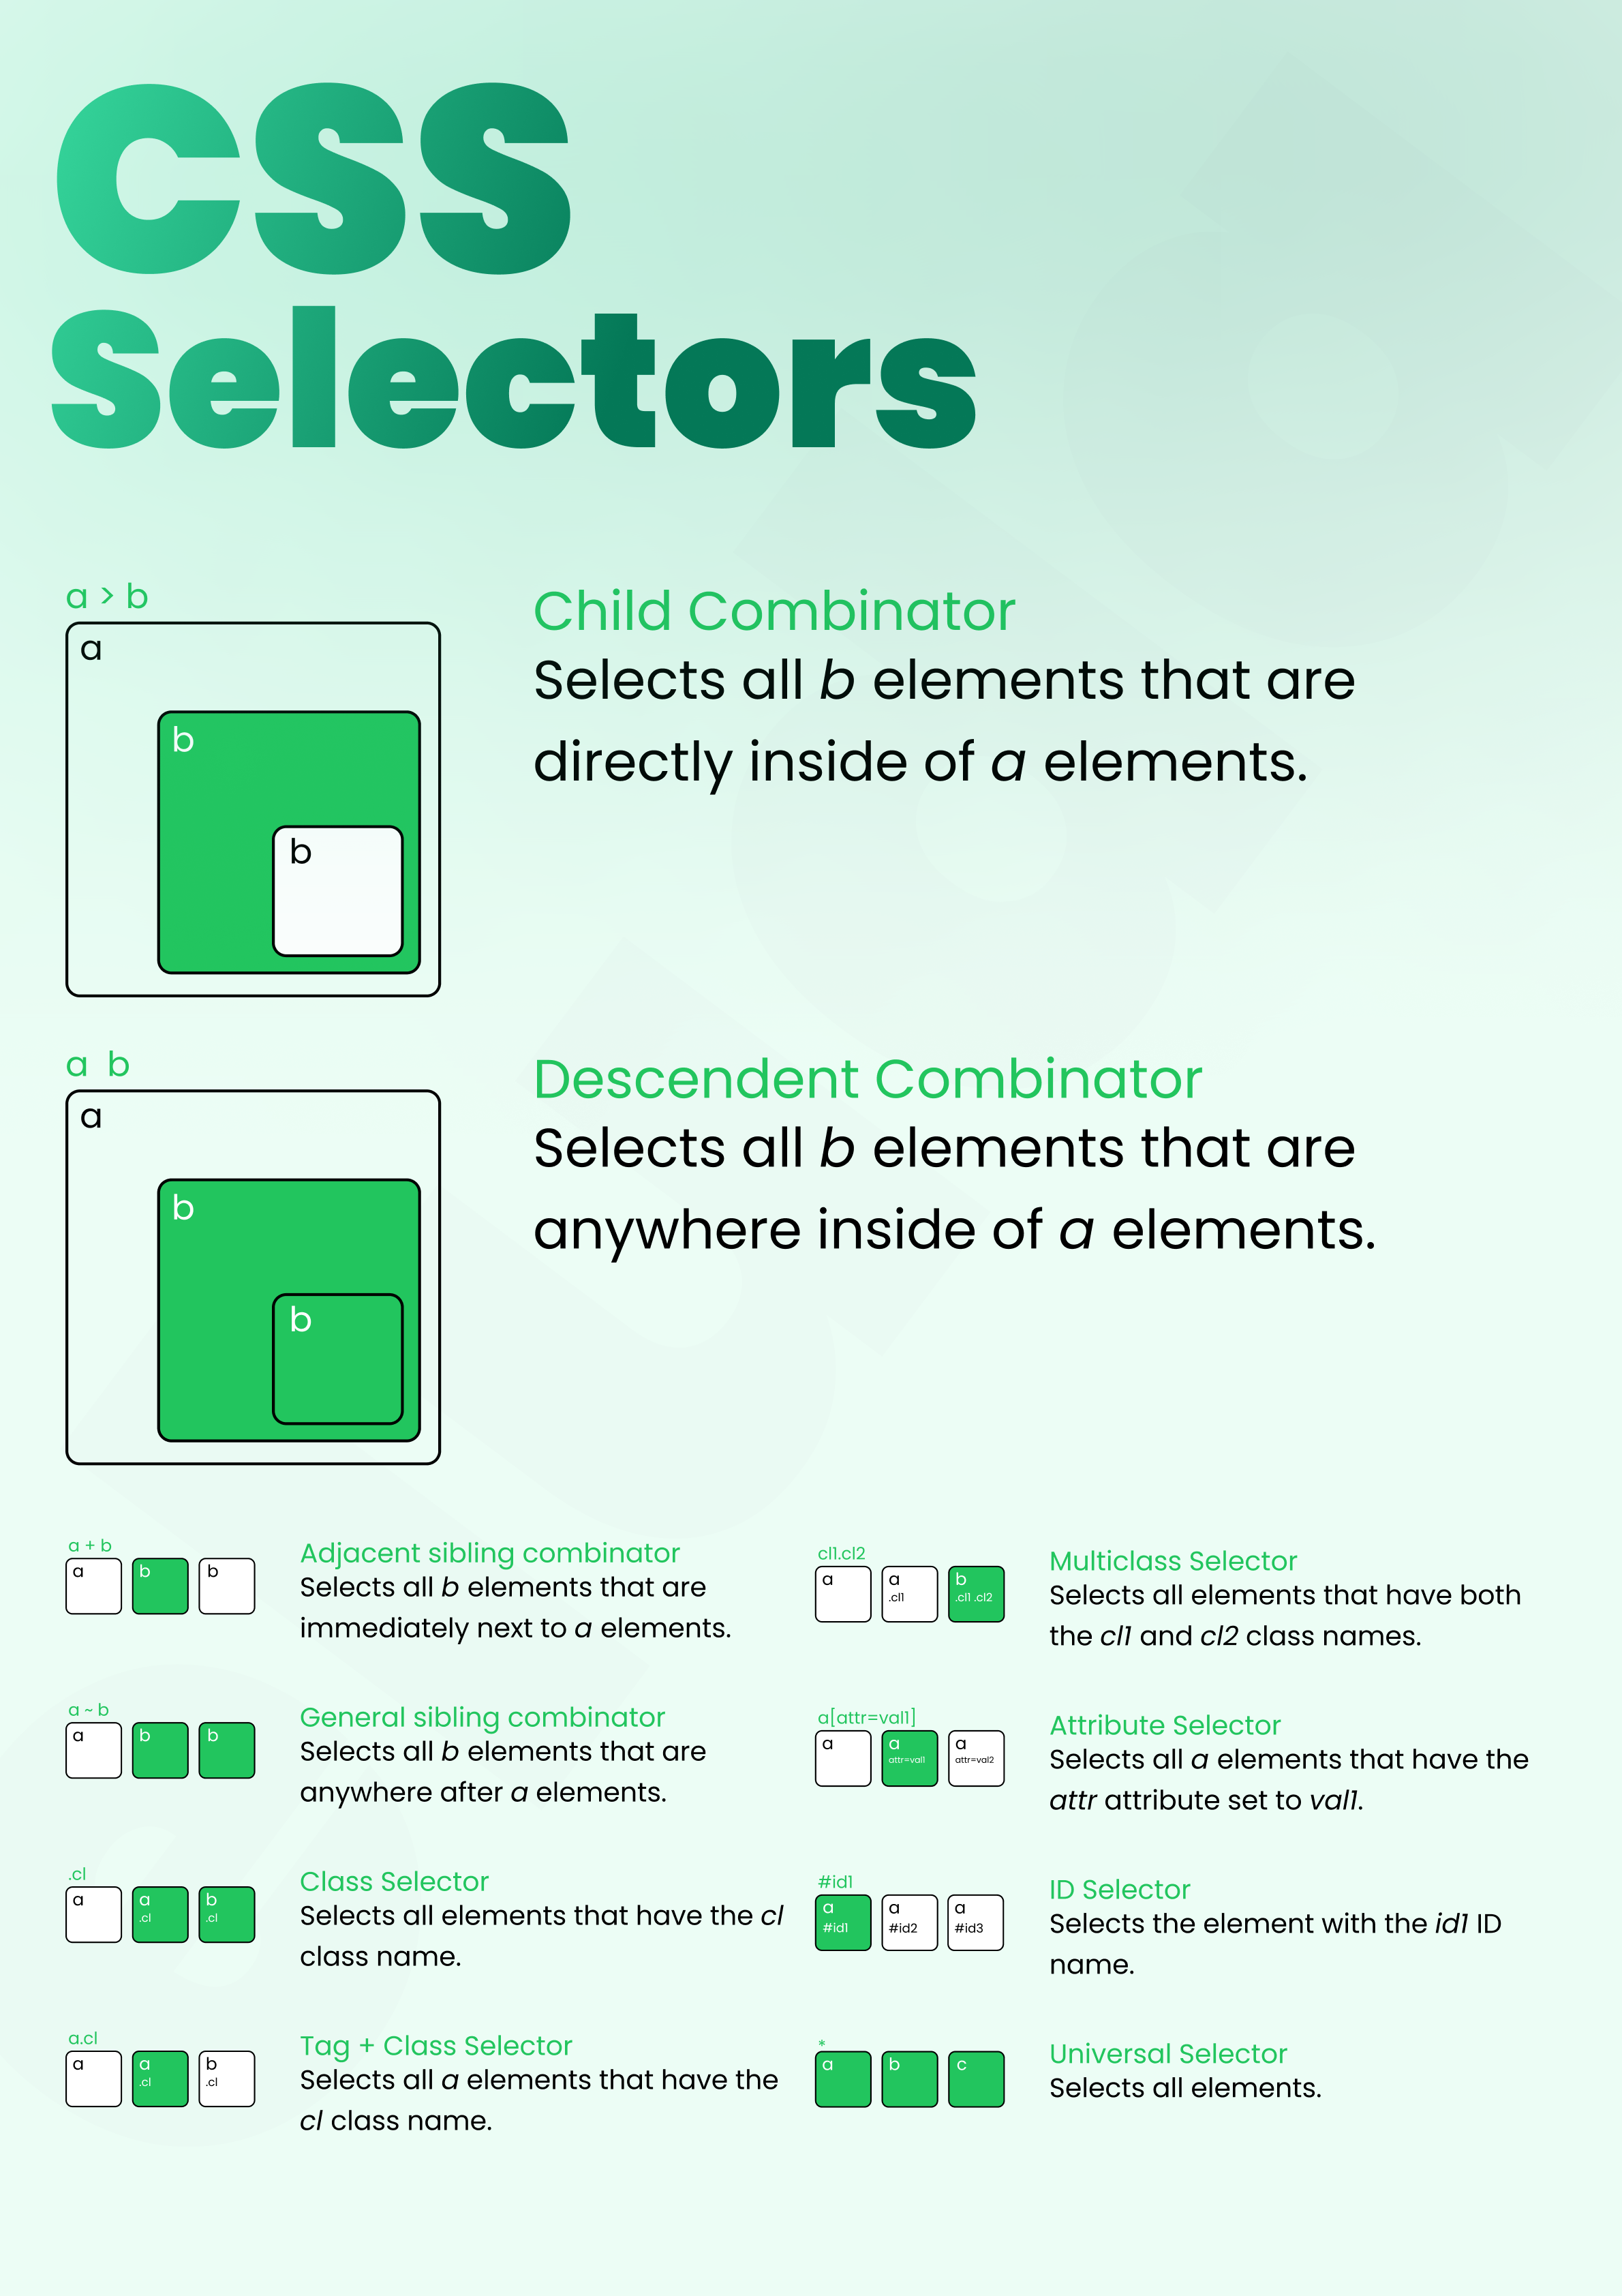 CSS
Selectors
a > b
a
b
b
Child Combinator
Selects all b elements that are
directly inside of a elements.
a b
a
b
b
Descendent Combinator
Selects all b elements that are
anywhere inside of a elements.
a + b
a b b
Adjacent sibling combinator
Selects all b elements that are
immediately next to a elements.
a ~ b
a b b
General sibling combinator
Selects all b elements that are
anywhere after a elements.
.cl
a a b
.cl .cl
Class Selector
Selects all elements that have the cl
class name.
a.cl
a a b
.cl .cl
Tag + Class Selector
Selects all a elements that have the
cl class name.
cl1.cl2
a a b
.cl1 .cl1 .cl2
Multiclass Selector
Selects all elements that have both
the cl1 and cl2 class names.
a[attr=val1]
a a a
attr=val1 attr=val2
Attribute Selector
Selects all a elements that have the
attr attribute set to val1.
#id1
a a a
#id1 #id2 #id3
ID Selector
Selects the element with the id1 ID
name.
*
a b c
Universal Selector
Selects all elements.